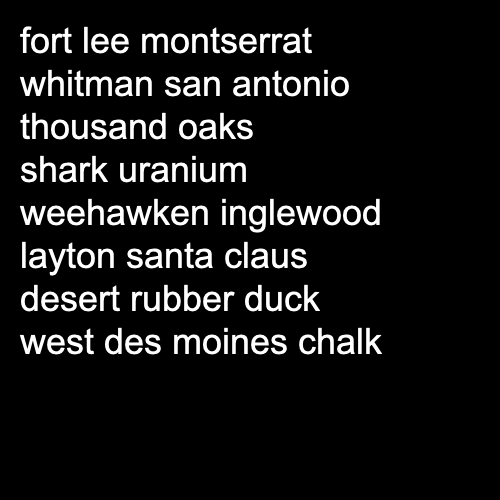 fort lee montserrat
whitman san antonio
thousand oaks
shark uranium
weehawken inglewood
layton santa claus
desert rubber duck
west des moines chalk